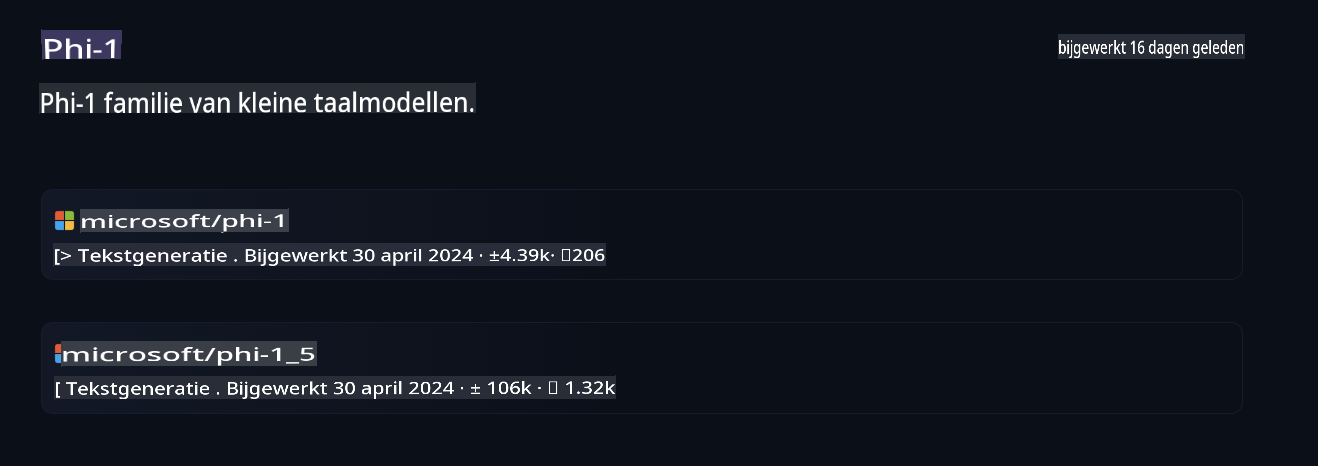 Phi-1
bijgewerkt 16 dagen geleden
Phi-1 familie van kleine taalmodellen.
microsoft/phi-1
[> Tekstgeneratie . Bijgewerkt 30 april 2024 · ±4.39k· ▯206
microsoft/phi-1_5
[ Tekstgeneratie . Bijgewerkt 30 april 2024 · ± 106k · ▯ 1.32k